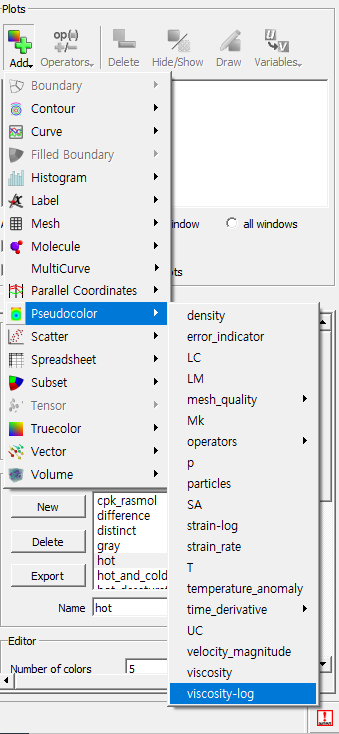 Plots
op(=)
Add
Operators
Delete
Hide/Show
Draw
Variables
Boundary
Contour
Curve
Filled Boundary
Histogram
Label
Mesh
Molecule
MultiCurve
Parallel Coordinates
Pseudocolor
Scatter
Spreadsheet
Subset
Tensor
Truecolor
Vector
Volume
window
all windows
density
error_indicator
LC
LM
mesh_quality
Mk
operators
p
particles
SA
strain-log
strain_rate
T
temperature_anomaly
time_derivative
UC
velocity_magnitude
viscosity
viscosity-log
New
Delete
Export
cpk_rasmol
difference
distinct
gray
hot
hot_and_cold
Name hot
Editor
Number of colors 5